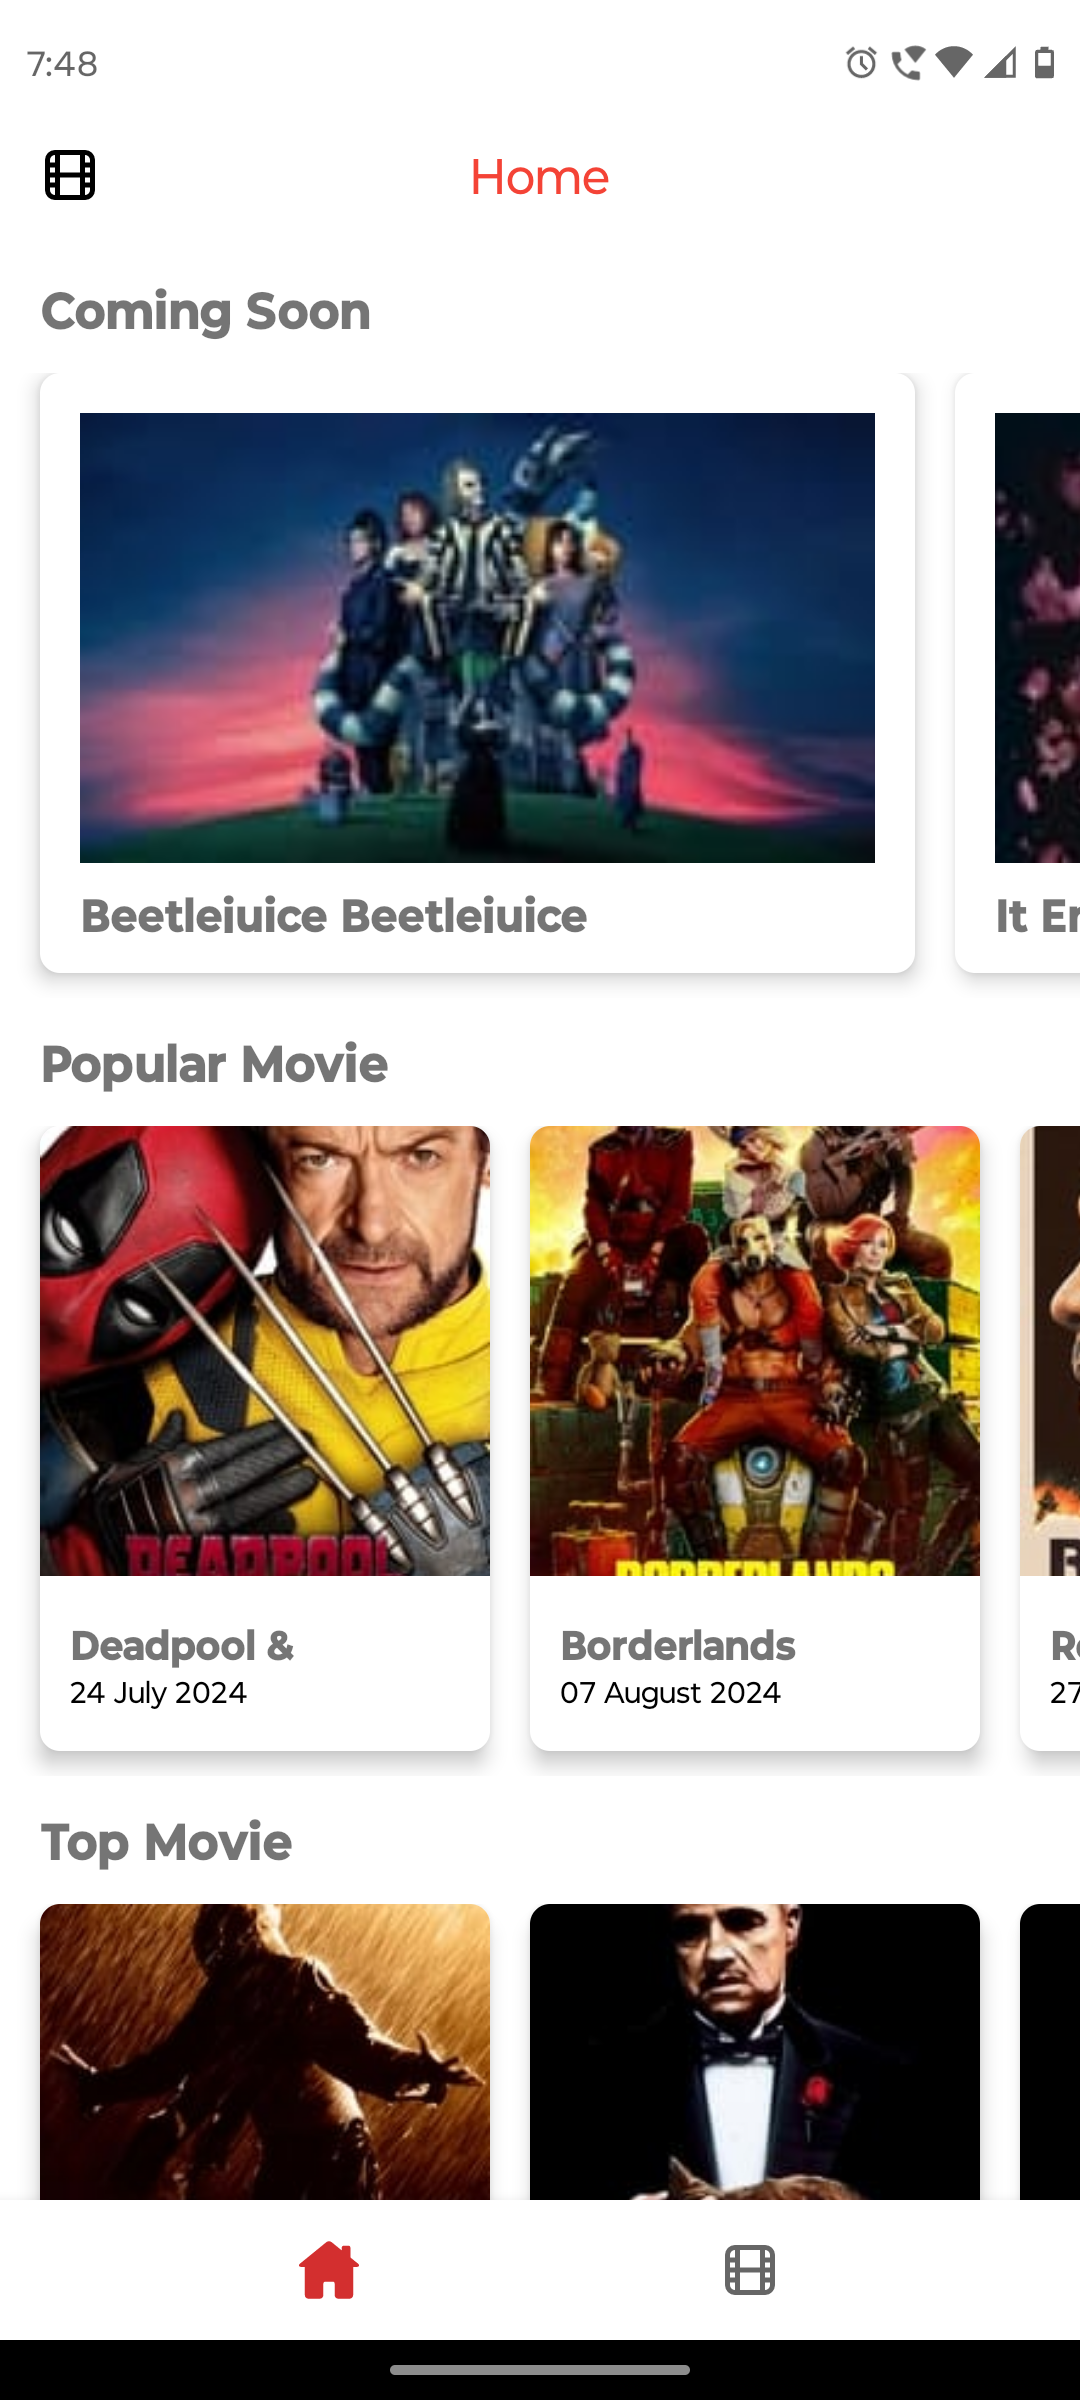 7:48
Home
Coming Soon
Beetlejuice Beetlejuice
It Er
Popular Movie
DEADPOOL
BORDERLANDS
Deadpool &
24 July 2024
Borderlands
07 August 2024
27
Top Movie